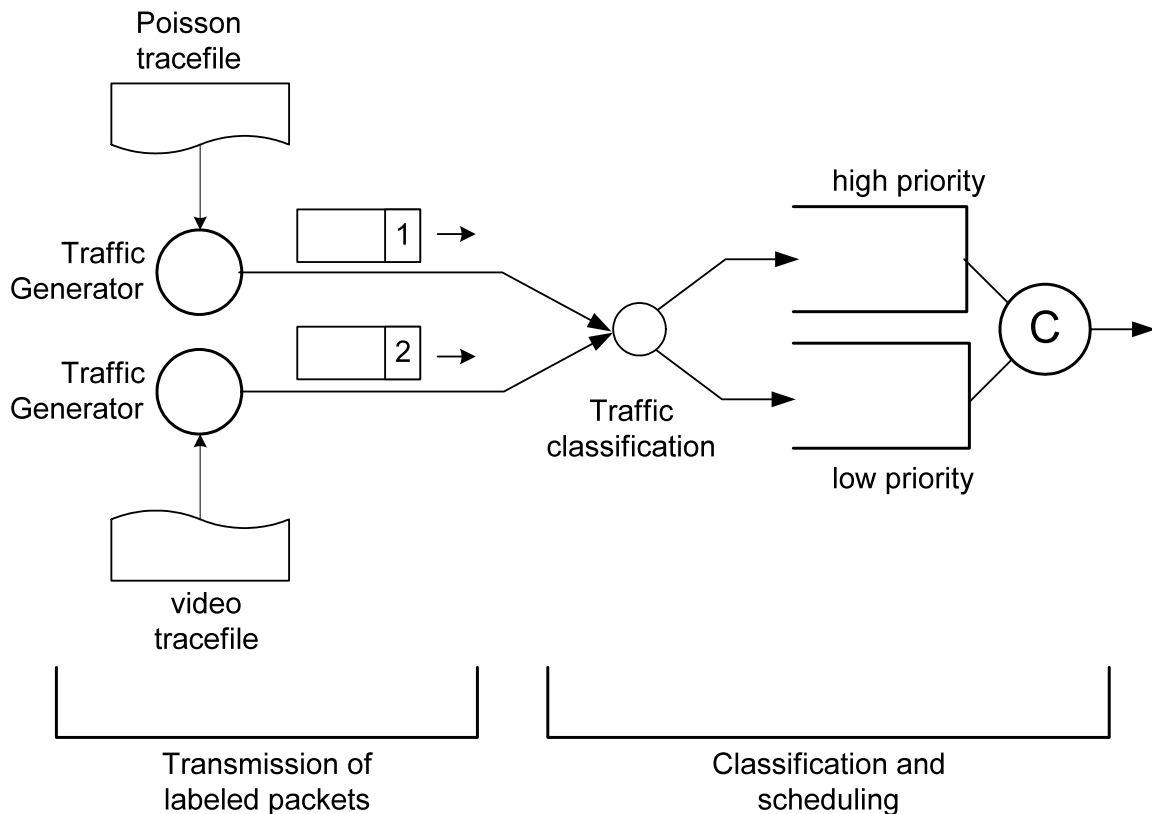 Poisson
tracefile
high priority
1
Traffic
Generator
C
2
Traffic
Generator
Traffic
classification
low priority
video
tracefile
Transmission of
labeled packets
Classification and
scheduling